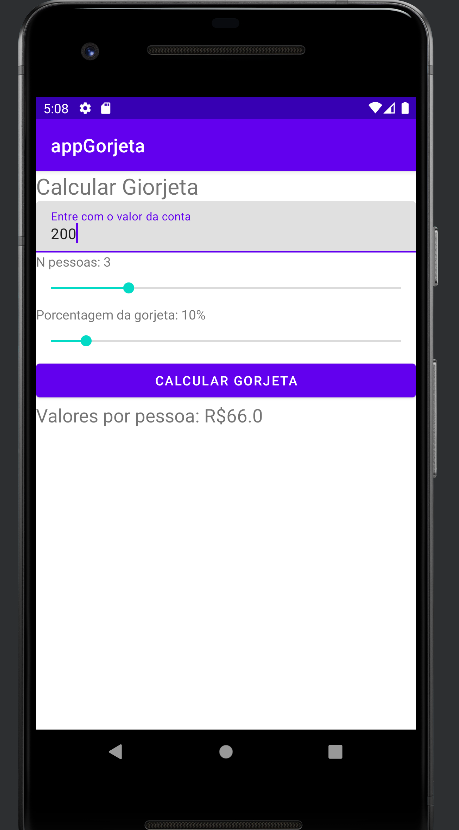 5:08
appGorjeta
Calcular Giorjeta
Entre com o valor da conta
200
N pessoas: 3
Porcentagem da gorjeta: 10%
CALCULAR GORJETA
Valores por pessoa: R$66.0